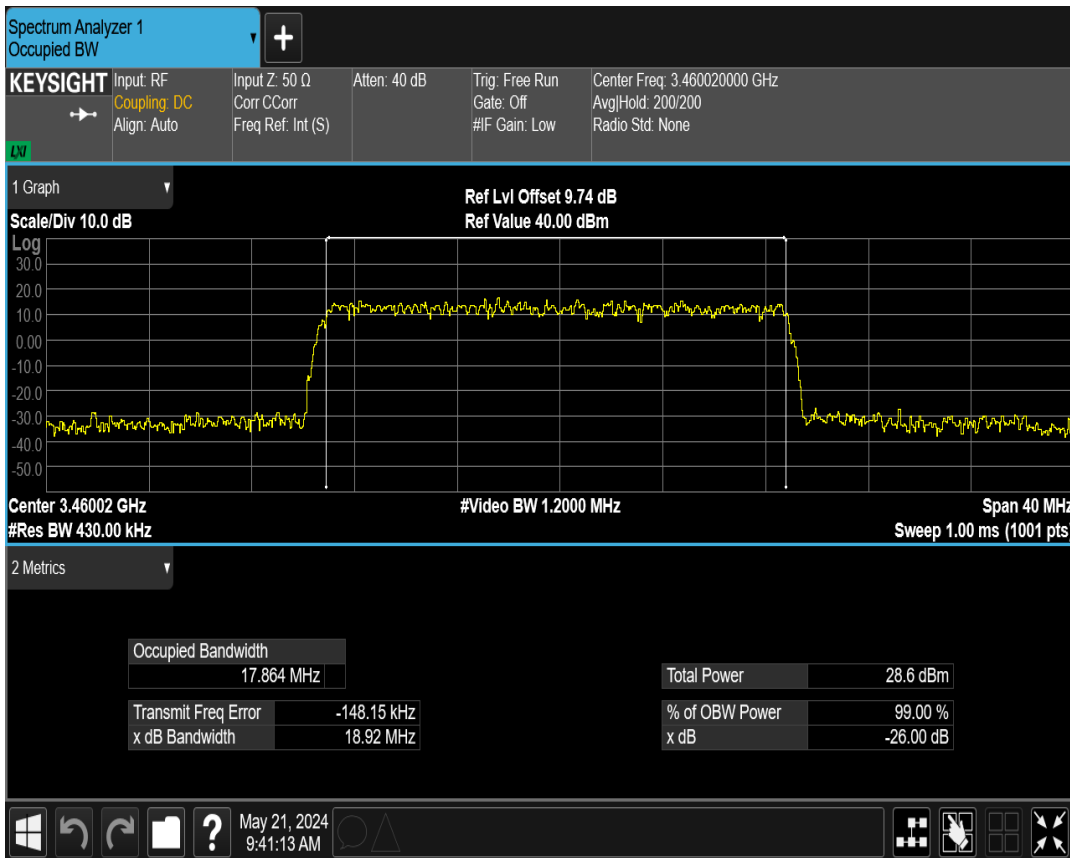 Spectrum Analyzer 1
Occupied BW
KEYSIGHT
LXI
Input: RF
Coupling: DC
Align: Auto
Input Z: 50 Ω
Corr CCorr
Freq Ref: Int (S)
Atten: 40 dB
Trig: Free Run
Gate: Off
#IF Gain: Low
Center Freq: 3.460020000 GHz
Avg|Hold: 200/200
Radio Std: None
1 Graph
Scale/Div 10.0 dB
Ref Lvl Offset 9.74 dB
Ref Value 40.00 dBm
Log
30.0
20.0
10.0
0.00
-10.0
-20.0
-30.0
-40.0
-50.0
Center 3.46002 GHz
#Video BW 1.2000 MHz
Span 40 MHz
#Res BW 430.00 kHz
Sweep 1.00 ms (1001 pts)
2 Metrics
Occupied Bandwidth
17.864 MHz
Transmit Freq Error -148.15 kHz
x dB Bandwidth 18.92 MHz
Total Power 28.6 dBm
% of OBW Power 99.00 %
x dB -26.00 dB
?
May 21, 2024
9:41:13 AM